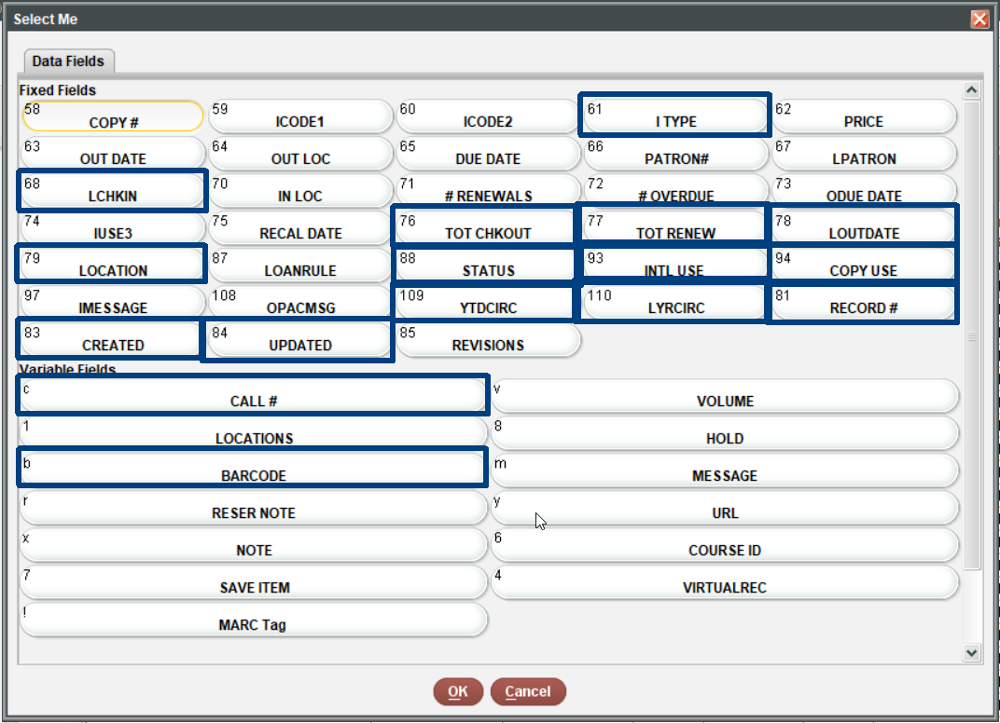 Select Me
Data Fields
Fixed Fields
58 COPY # 59 ICODE1 60 ICODE2 61 I TYPE 62 PRICE
63 OUT DATE 64 OUT LOC 65 DUE DATE 66 PATRON# 67 LPATRON
68 LCHKIN 70 IN LOC 71 # RENEWALS 72 # OVERDUE 73 ODUE DATE
74 IUSE3 75 RECAL DATE 76 TOT CHKOUT 77 TOT RENEW 78 LOUTDATE
79 LOCATION 87 LOANRULE 88 STATUS 93 INTL USE 94 COPY USE
97 IMESSAGE 108 OPACMSG 109 YTDCIRC 110 LYRCIRC 81 RECORD #
83 CREATED 84 UPDATED 85 REVISIONS
Variable Fields
c CALL # v VOLUME
1 LOCATIONS 8 HOLD
b BARCODE m MESSAGE
r RESER NOTE y URL
x NOTE 6 COURSE ID
7 SAVE ITEM 4 VIRTUALREC
! MARC Tag
OK Cancel